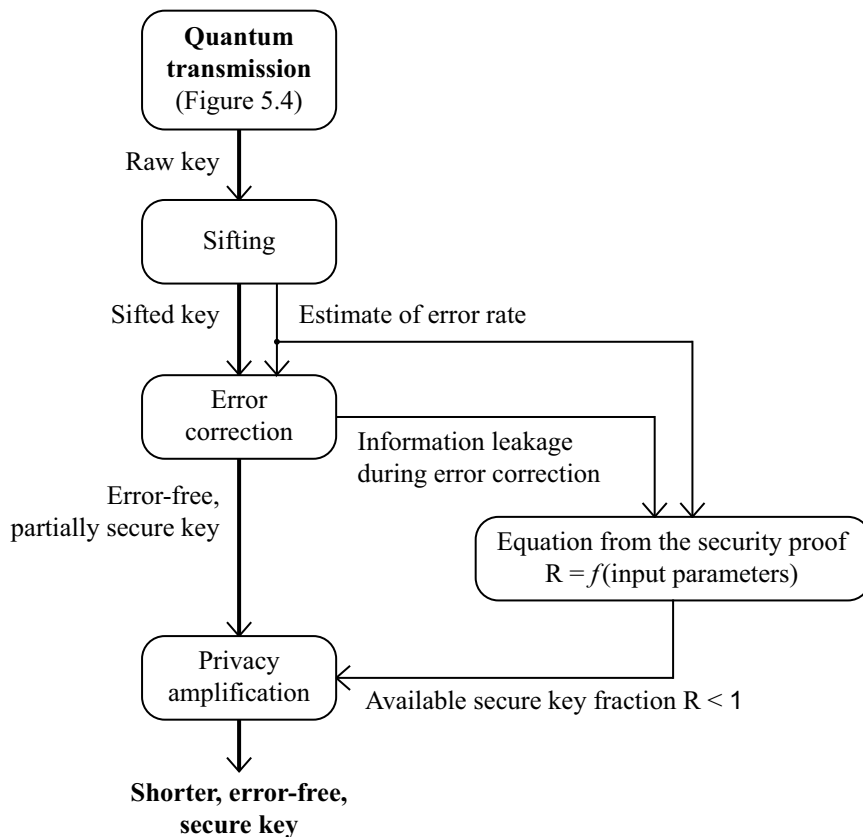 Quantum
transmission
(Figure 5.4)
Raw key
Sifting
Sifted key
Estimate of error rate
Error
correction
Information leakage
during error correction
Error-free,
partially secure key
Equation from the security proof
R = f(input parameters)
Privacy
amplification
Available secure key fraction R < 1
Shorter, error-free,
secure key